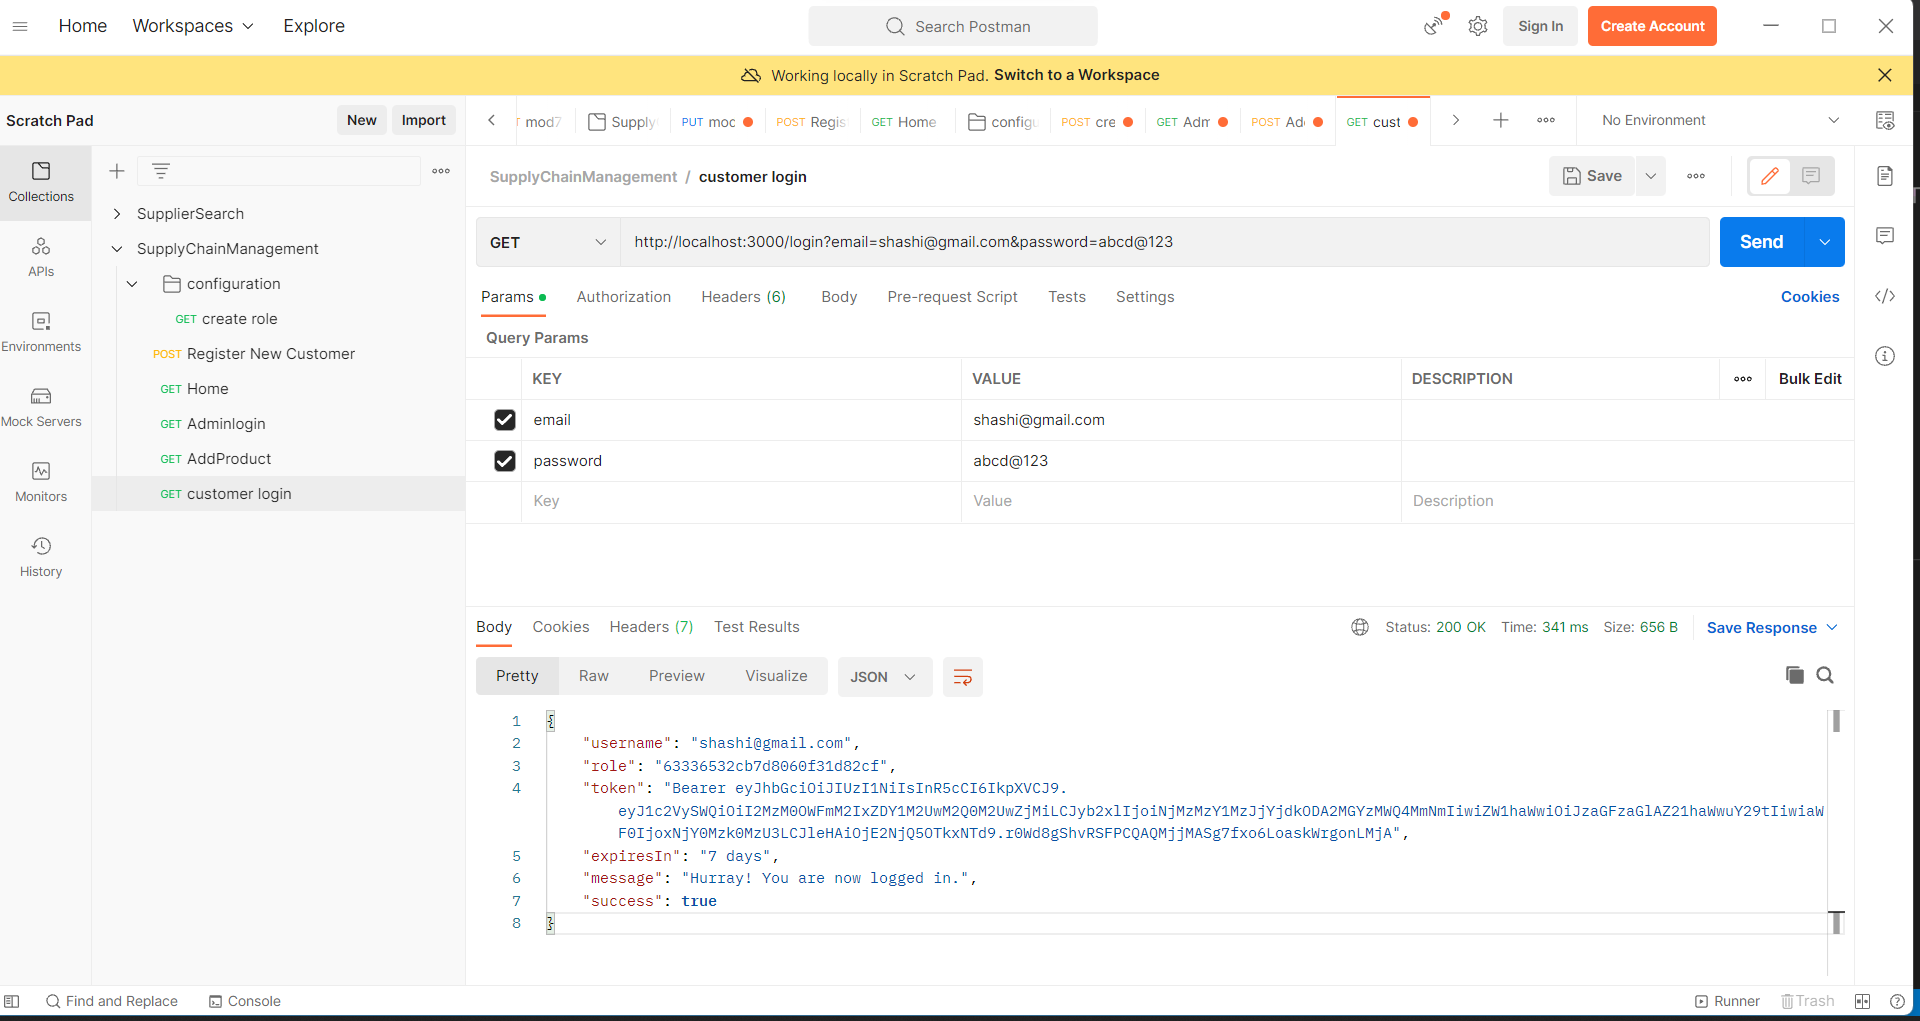 Home Workspaces Explore Search Postman Sign In Create Account
Working locally in Scratch Pad. Switch to a Workspace
Scratch Pad New Import
mod7 Supply PUT moc POST Regis GET Home configu POST cre GET Adm POST Ad GET cust No Environment
Collections
APIs
Environments
Mock Servers
Monitors
History
SupplierSearch
SupplyChainManagement
configuration
GET create role
POST Register New Customer
GET Home
GET Adminlogin
GET AddProduct
GET customer login
SupplyChainManagement / customer login Save
GET http://localhost:3000/login?email=shashi@gmail.com&password=abcd@123 Send
Params Authorization Headers (6) Body Pre-request Script Tests Settings Cookies
Query Params
KEY VALUE DESCRIPTION Bulk Edit
email shashi@gmail.com
password abcd@123
Key Value Description
Body Cookies Headers (7) Test Results Status: 200 OK Time: 341 ms Size: 656 B Save Response
Pretty Raw Preview Visualize JSON
1 {
2 "username": "shashi@gmail.com",
3 "role": "63336532cb7d8060f31d82cf",
4 "token": "Bearer eyJhbGciOiJIUzI1NiIsInR5cCI6IkpXVCJ9.
eyJ1c2VySWQiOiI2MzM0OWFmM2IxZDY1M2UwM2Q0M2UwZjMiLCJyb2xlIjoiNjMzMzY1MzJjYjdkODA2MGYzMWQ4MmNmIiwiZW1haWwiOiJzaGFzaGlAZ21haWwuY29tIiwiaW
F0IjoxNjY0Mzk0MzU3LCJleHAiOjE2NjQ5OTkxNTd9.r0Wd8gShvRSFPCQAQMjjMASg7fxo6LoaskWrgonLMjA",
5 "expiresIn": "7 days",
6 "message": "Hurray! You are now logged in.",
7 "success": true
8 }
Find and Replace Console Runner Trash